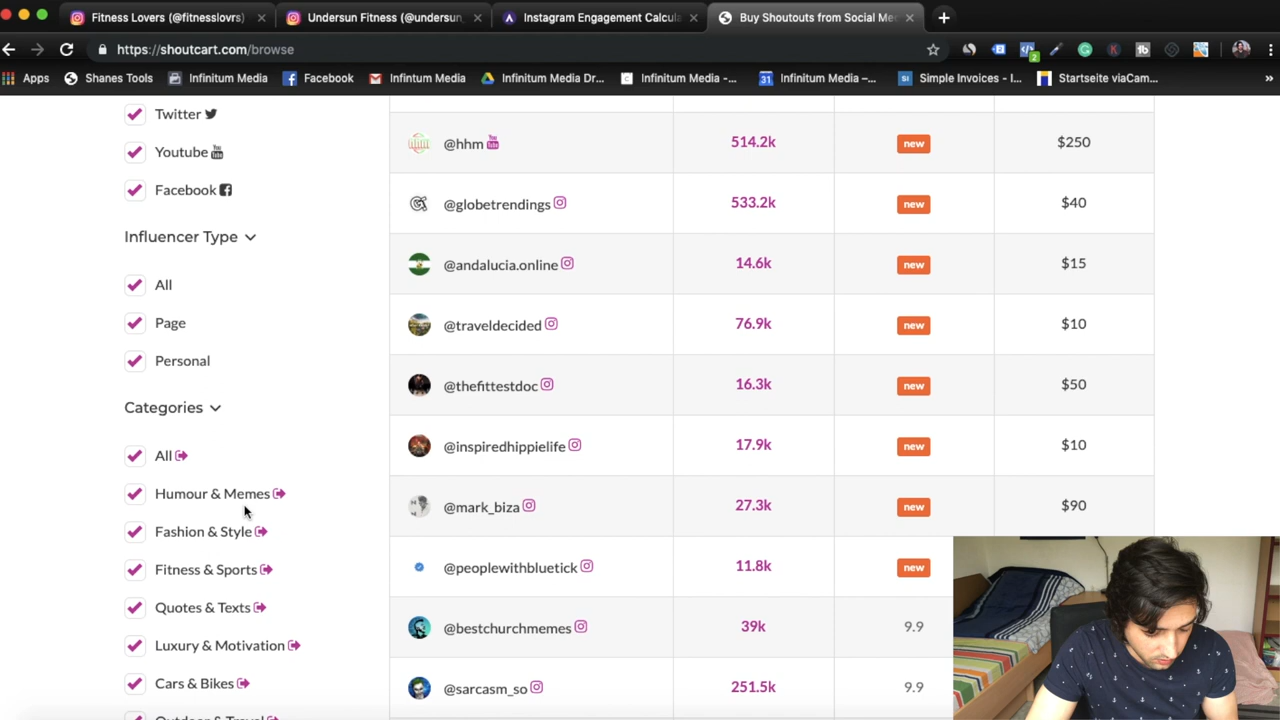 Fitness Lovers (@fitnesslovrs)
Undersun Fitness (@undersun
Instagram Engagement Calcula
Buy Shoutouts from Social Me
https://shoutcart.com/browse
2
Apps
Shanes Tools
Infinitum Media
Facebook
Infintum Media
Infinitum Media Dr...
Infinitum Media -...
31
Infinitum Media –...
SI
Simple Invoices - I...
Startseite viaCam...
»
Twitter
Youtube
Facebook
Influencer Type
All
Page
Personal
Categories
All
Humour & Memes
Fashion & Style
Fitness & Sports
Quotes & Texts
Luxury & Motivation
Cars & Bikes
@hhm 514.2k new $250
@globetrendings 533.2k new $40
@andalucia.online 14.6k new $15
@traveldecided 76.9k new $10
@thefittestdoc 16.3k new $50
@inspiredhippielife 17.9k new $10
@mark_biza 27.3k new $90
@peoplewithbluetick 11.8k new
@bestchurchmemes 39k 9.9
@sarcasm_so 251.5k 9.9